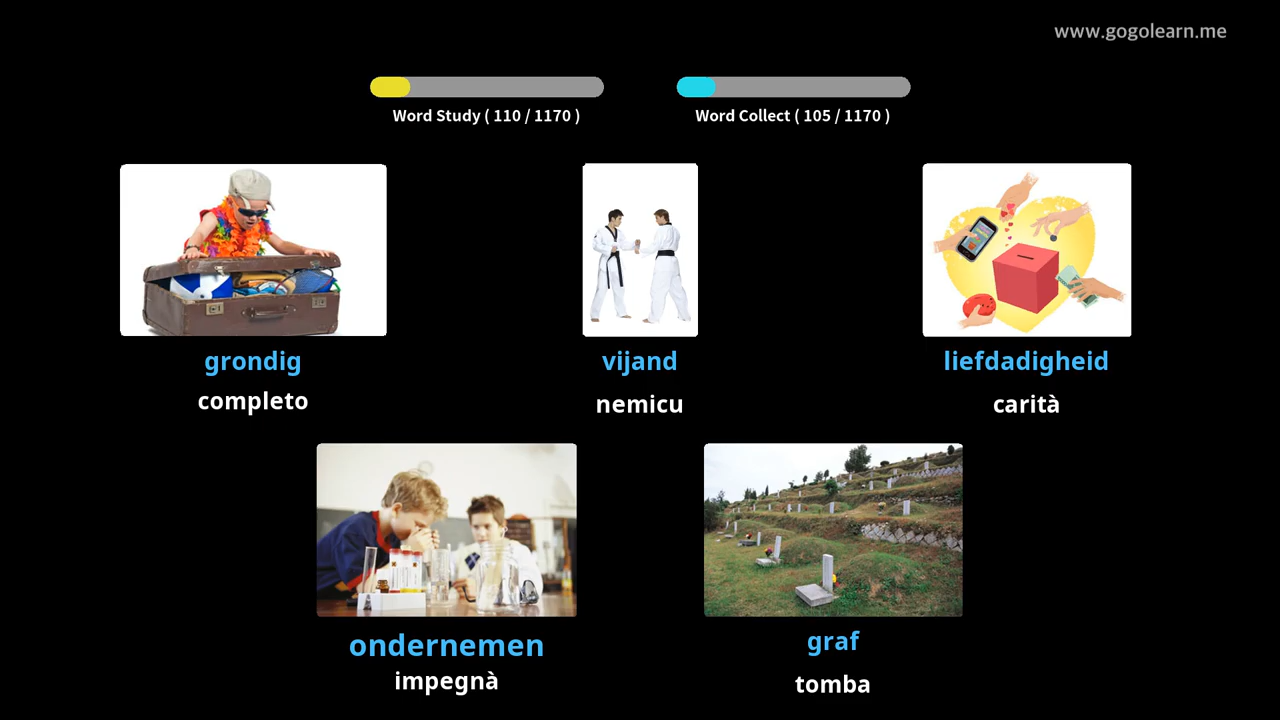 www.gogolearn.me
Word Study ( 110 / 1170 )
Word Collect ( 105 / 1170 )
grondig
completo
vijand
nemicu
liefdadigheid
carità
ondernemen
impegnà
graf
tomba